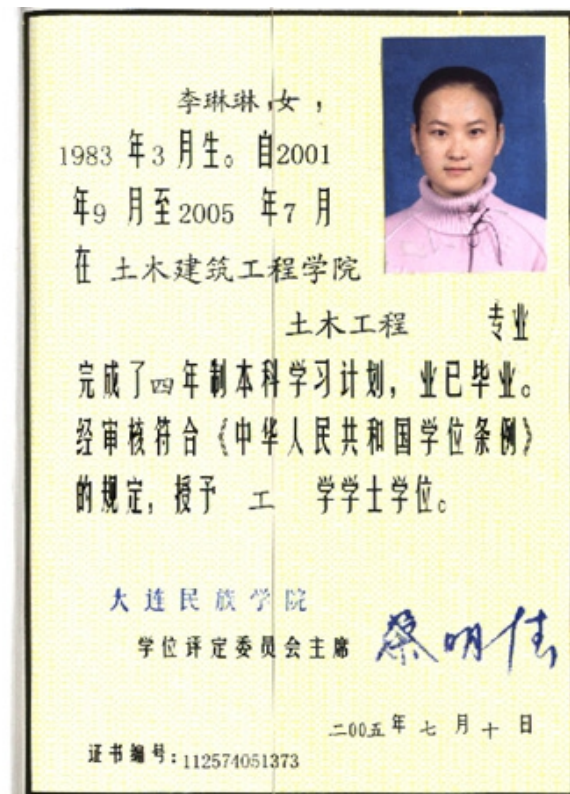 李琳琳，女，
1983 年 3 月生。自2001
年9 月至2005 年7 月
在 土木建筑工程学院
土木工程 专业
完成了四年制本科学习计划，业已毕业。
经审核符合《中华人民共和国学位条例》
的规定，授予 工 学学士学位。
大连民族学院
学位评定委员会主席
二00五年 七 月 十 日
证书编号：112574051373